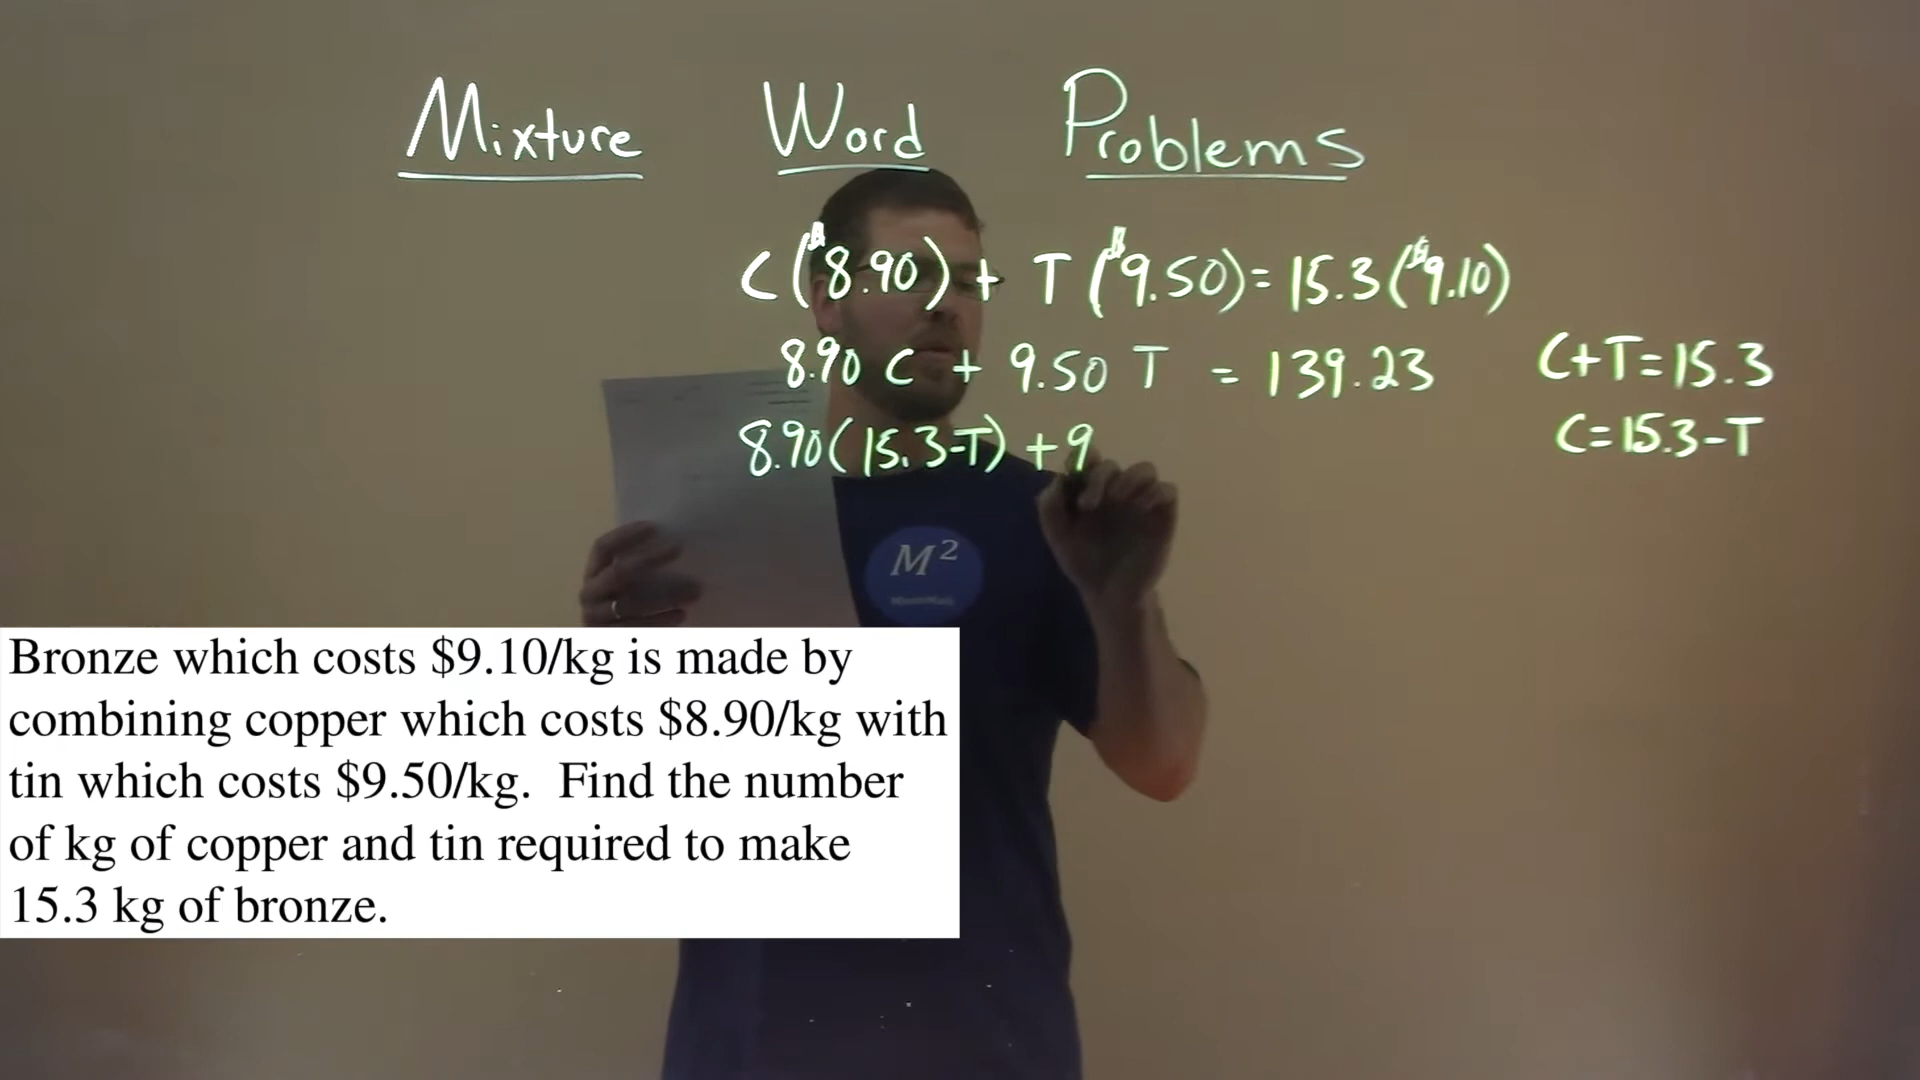 Mixture Word Problems
C($8.90) + T($9.50) = 15.3($9.10)
8.90 C + 9.50 T = 139.23
C+T=15.3
8.90(15.3-T) + 9
C=15.3-T
M²
Bronze which costs $9.10/kg is made by
combining copper which costs $8.90/kg with
tin which costs $9.50/kg. Find the number
of kg of copper and tin required to make
15.3 kg of bronze.